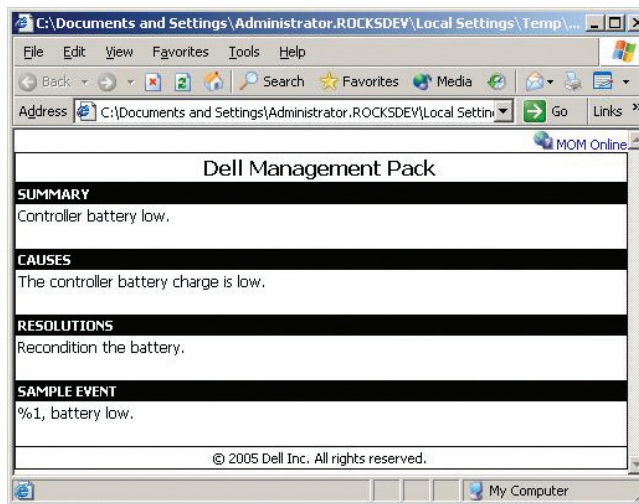 C:\Documents and Settings\Administrator.ROCKSDEV\Local Settings\Temp\...
File Edit View Favorites Tools Help
Back Search Favorites Media
Address C:\Documents and Settings\Administrator.ROCKSDEV\Local Settin Go Links »
MOM Online
Dell Management Pack
SUMMARY
Controller battery low.
CAUSES
The controller battery charge is low.
RESOLUTIONS
Recondition the battery.
SAMPLE EVENT
%1, battery low.
© 2005 Dell Inc. All rights reserved.
My Computer